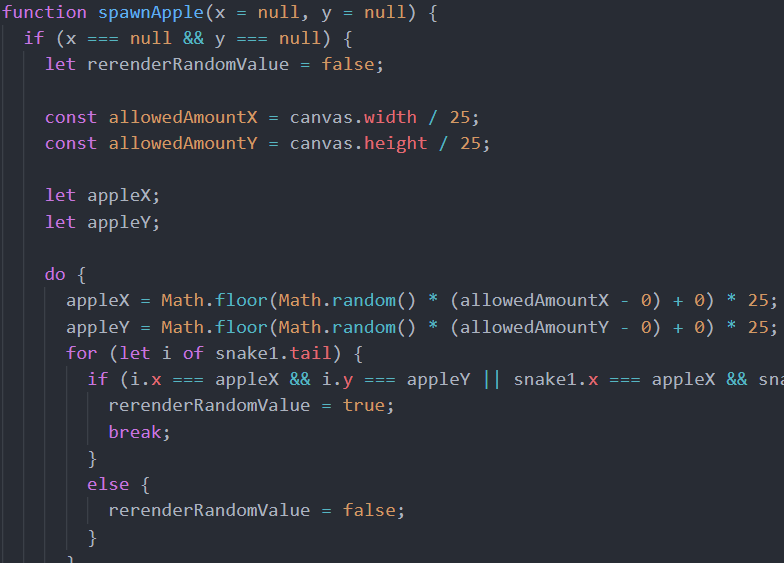 function spawnApple(x = null, y = null) {
if (x === null && y === null) {
let rerenderRandomValue = false;
const allowedAmountX = canvas.width / 25;
const allowedAmountY = canvas.height / 25;
let appleX;
let appleY;
do {
appleX = Math.floor(Math.random() * (allowedAmountX - 0) + 0) * 25;
appleY = Math.floor(Math.random() * (allowedAmountY - 0) + 0) * 25;
for (let i of snake1.tail) {
if (i.x === appleX && i.y === appleY || snake1.x === appleX &&
rerenderRandomValue = true;
break;
}
else {
rerenderRandomValue = false;
}